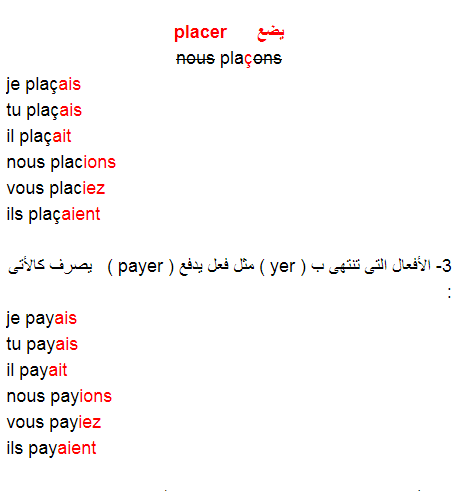 placer يضع
nous plaçons
je plaçais
tu plaçais
il plaçait
nous placions
vous placiez
ils plaçaient
3- الأفعال التى تنتهى ب ( yer ) مثل فعل يدفع ( payer ) يصرف كالأتى
:
je payais
tu payais
il payait
nous payions
vous payiez
ils payaient